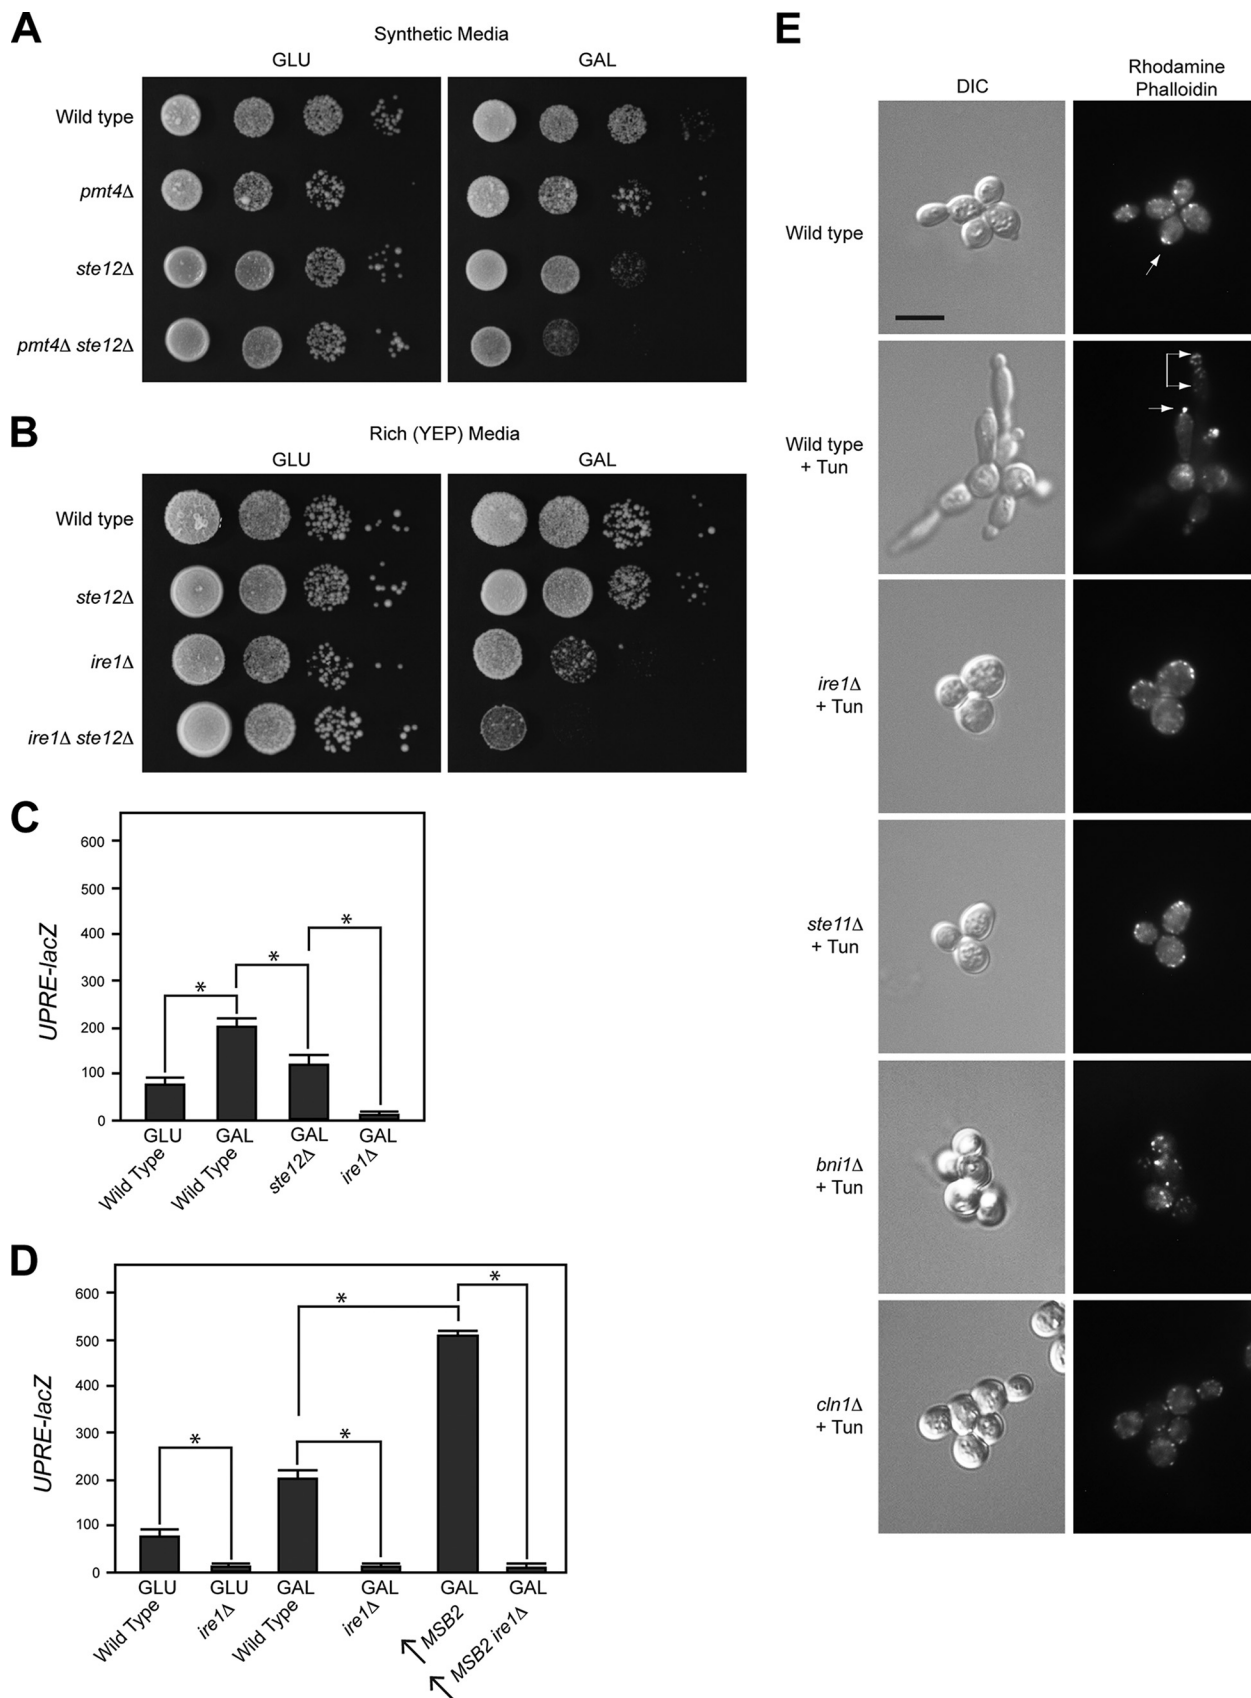 A
Synthetic Media
GLU
GAL
Wild type
pmt4Δ
ste12Δ
pmt4Δ ste12Δ
B
Rich (YEP) Media
GLU
GAL
Wild type
ste12Δ
ire1Δ
ire1Δ ste12Δ
C
UPRE-lacZ
600
500
400
300
200
100
0
*
*
*
GLU GAL GAL GAL
Wild Type
Wild Type
ste12Δ
ire1Δ
D
UPRE-lacZ
600
500
400
300
200
100
0
*
*
*
*
GLU GLU GAL GAL GAL GAL
Wild Type
ire1Δ
Wild Type
ire1Δ
↑ MSB2
↑ MSB2 ire1Δ
E
DIC
Rhodamine
Phalloidin
Wild type
Wild type
+ Tun
ire1Δ
+ Tun
ste11Δ
+ Tun
bni1Δ
+ Tun
cln1Δ
+ Tun